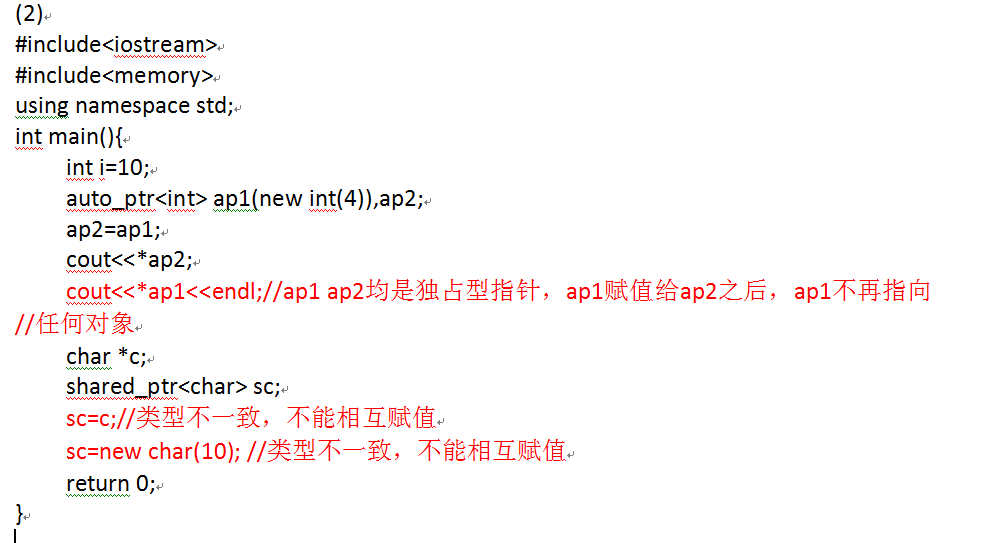 (2)
#include<iostream>
#include<memory>
using namespace std;
int main(){
int i=10;
auto_ptr<int> ap1(new int(4)),ap2;
ap2=ap1;
cout<<*ap2;
cout<<*ap1<<endl;//ap1 ap2均是独占型指针，ap1赋值给ap2之后，ap1不再指向
//任何对象
char *c;
shared_ptr<char> sc;
sc=c;//类型不一致，不能相互赋值
sc=new char(10); //类型不一致，不能相互赋值
return 0;
}